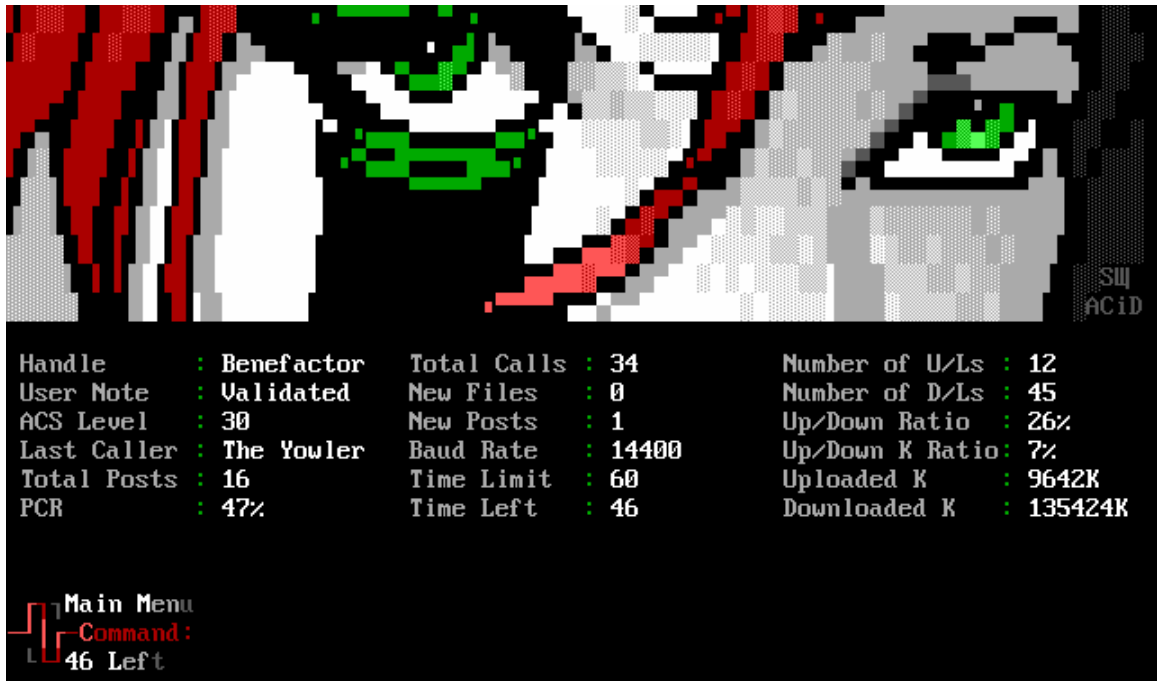 SЩ
ACiD
Handle : Benefactor Total Calls : 34 Number of U/Ls : 12
User Note : Validated New Files : 0 Number of D/Ls : 45
ACS Level : 30 New Posts : 1 Up/Down Ratio : 26%
Last Caller : The Yowler Baud Rate : 14400 Up/Down K Ratio: 7%
Total Posts : 16 Time Limit : 60 Uploaded K : 9642K
PCR : 47% Time Left : 46 Downloaded K : 135424K
Main Menu
Command:
46 Left